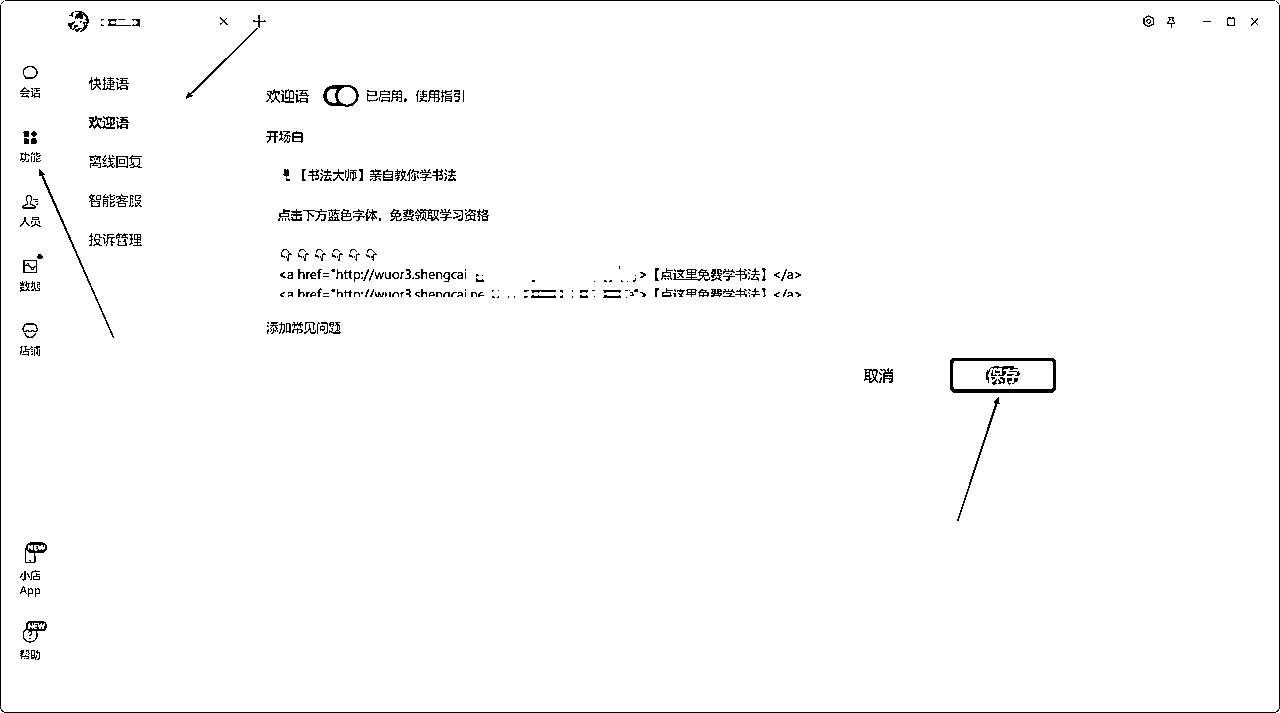 会话
功能
人员
数据
店铺
NEW
小店
App
NEW
帮助
快捷语
欢迎语
离线回复
智能客服
投诉管理
欢迎语 已启用，使用指引
开场白
【书法大师】亲自教你学书法
点击下方蓝色字体，免费领取学习资格
<a href="http://wuor3.shengcai >【点这里免费学书法】</a>
<a href="http://wuor3.shengcai.ne >【点这里免费学书法】</a>
添加常见问题
取消 保存